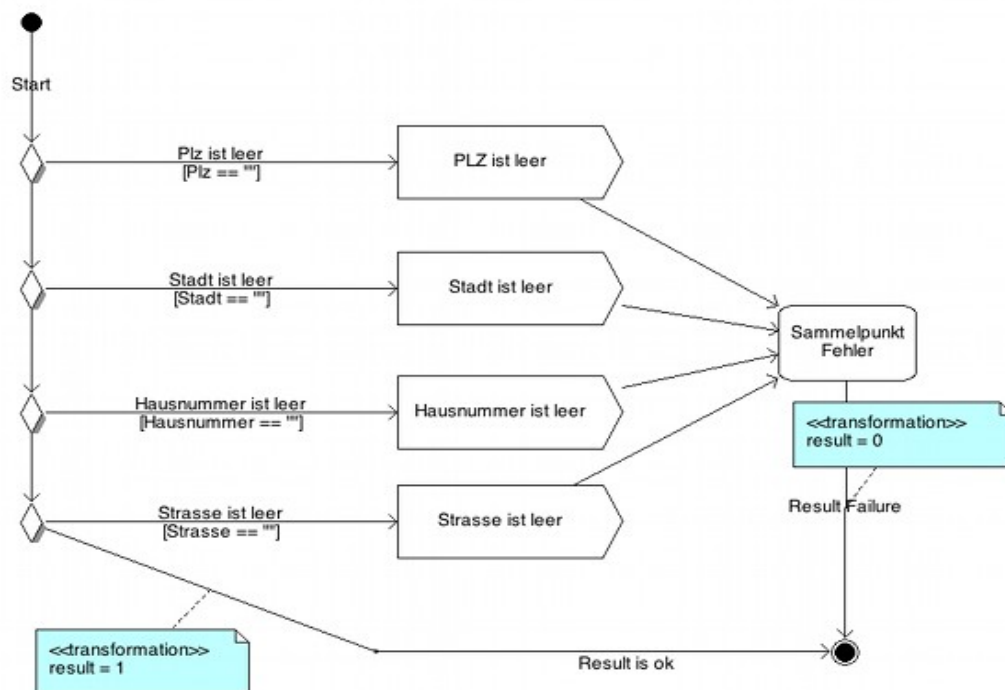 Start
Plz ist leer
[Plz == ""]
PLZ ist leer
Stadt ist leer
[Stadt == ""]
Stadt ist leer
Sammelpunkt
Fehler
Hausnummer ist leer
[Hausnummer == ""]
Hausnummer ist leer
<<transformation>>
result = 0
Result Failure
Strasse ist leer
[Strasse == ""]
Strasse ist leer
<<transformation>>
result = 1
Result is ok